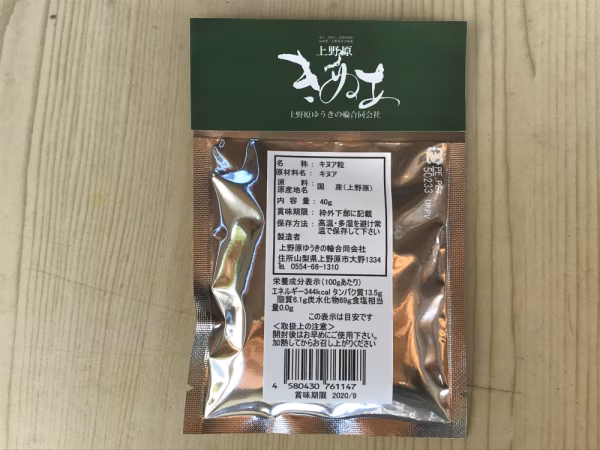 上野原
きぬあ
上野原ゆうきの輪合同会社
名 称:キヌア粒
原材料名:キヌア
原 料
原産地名:国 産(上野原)
内 容 量:40g
賞味期限:枠外下部に記載
保存方法:高温・多湿を避け常
温で保存して下さい
製造者
上野原ゆうきの輪合同会社
住所山梨県上野原市大野1334
℡ 0554-66-1310
栄養成分表示(100gあたり)
エネルギー344kcal タンパク質13.5g
脂質6.1g炭水化物69g食塩相当
量0.0g
この表示は目安です
<取扱上の注意>
開封後はお早めにご使用下さい。
加熱してからお召し上がりください
4 580430 761147
賞味期限 2020/9
50233